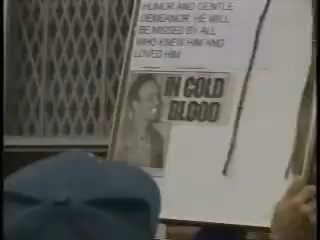 HUMOR AND GENTLE
DEMEANOR. HE WILL
BE MISSED BY ALL
WHO KNEW HIM AND
LOVED HIM.
IN COLD
BLOOD